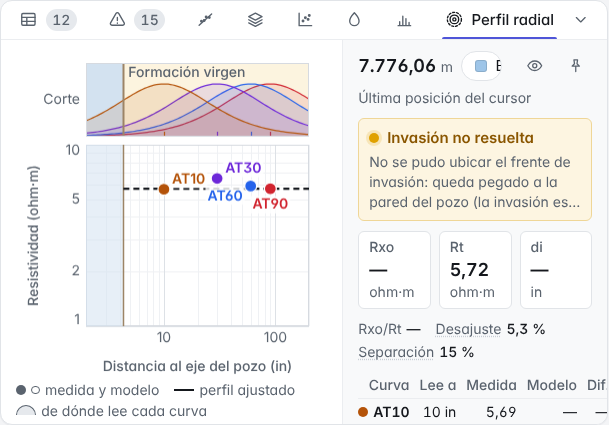 12
15
Perfil radial
Formación virgen
Corte
10
5
2
1
Resistividad (ohm·m)
AT10
AT30
AT60
AT90
10
100
Distancia al eje del pozo (in)
medida y modelo
perfil ajustado
de dónde lee cada curva
7.776,06 m
Última posición del cursor
Invasión no resuelta
No se pudo ubicar el frente de
invasión: queda pegado a la
pared del pozo (la invasión es...
Rxo
Rt
di
—
5,72
—
ohm·m
ohm·m
in
Rxo/Rt — Desajuste 5,3 %
Separación 15 %
Curva Lee a Medida Modelo Dif
AT10 10 in 5,69 — —